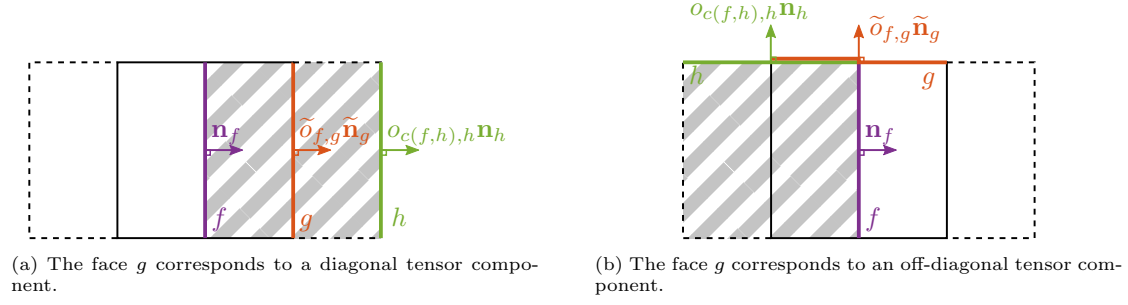 o_{c(f,h),h} n_h
õ_{f,g} ñ_g
h
g
n_f
õ_{f,g} ñ_g
o_{c(f,h),h} n_h
n_f
f
g
h
f
(a) The face g corresponds to a diagonal tensor compo-
nent.
(b) The face g corresponds to an off-diagonal tensor com-
ponent.